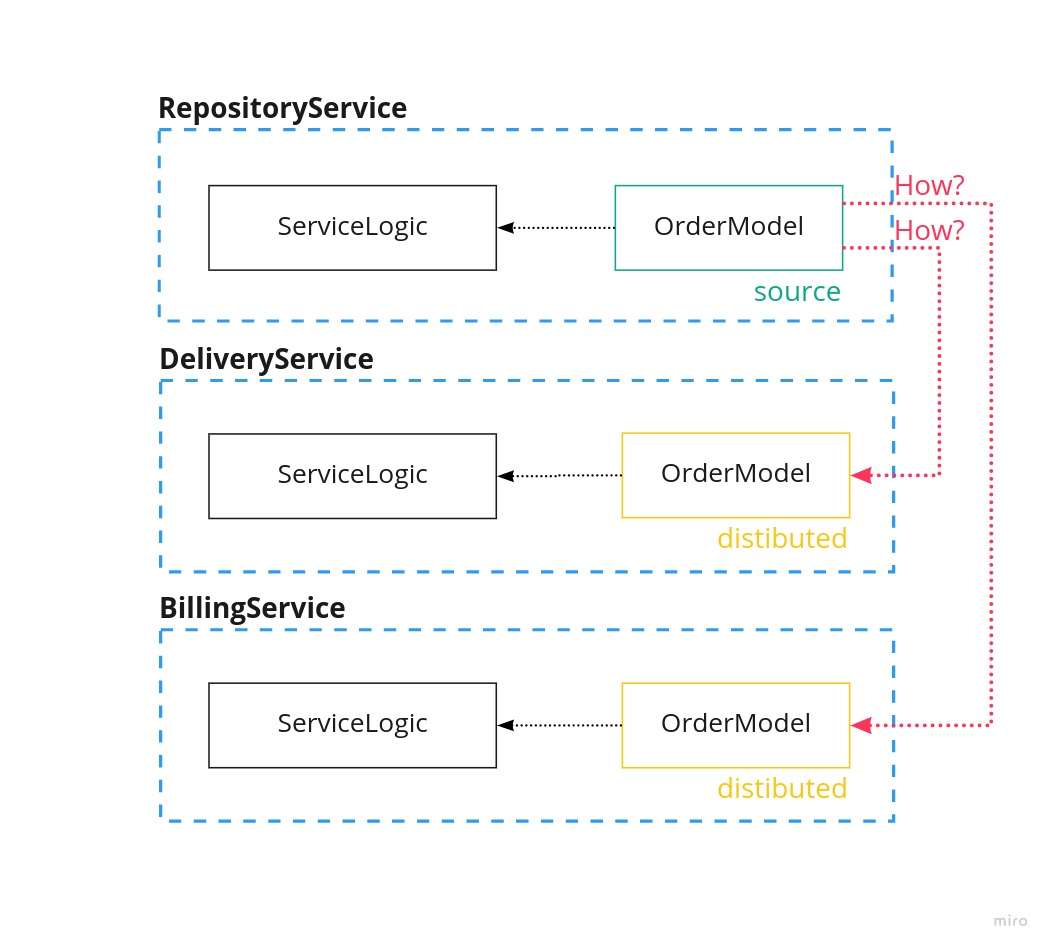 RepositoryService
How?
ServiceLogic
OrderModel
How?
source
DeliveryService
ServiceLogic
OrderModel
distibuted
BillingService
ServiceLogic
OrderModel
distibuted
miro